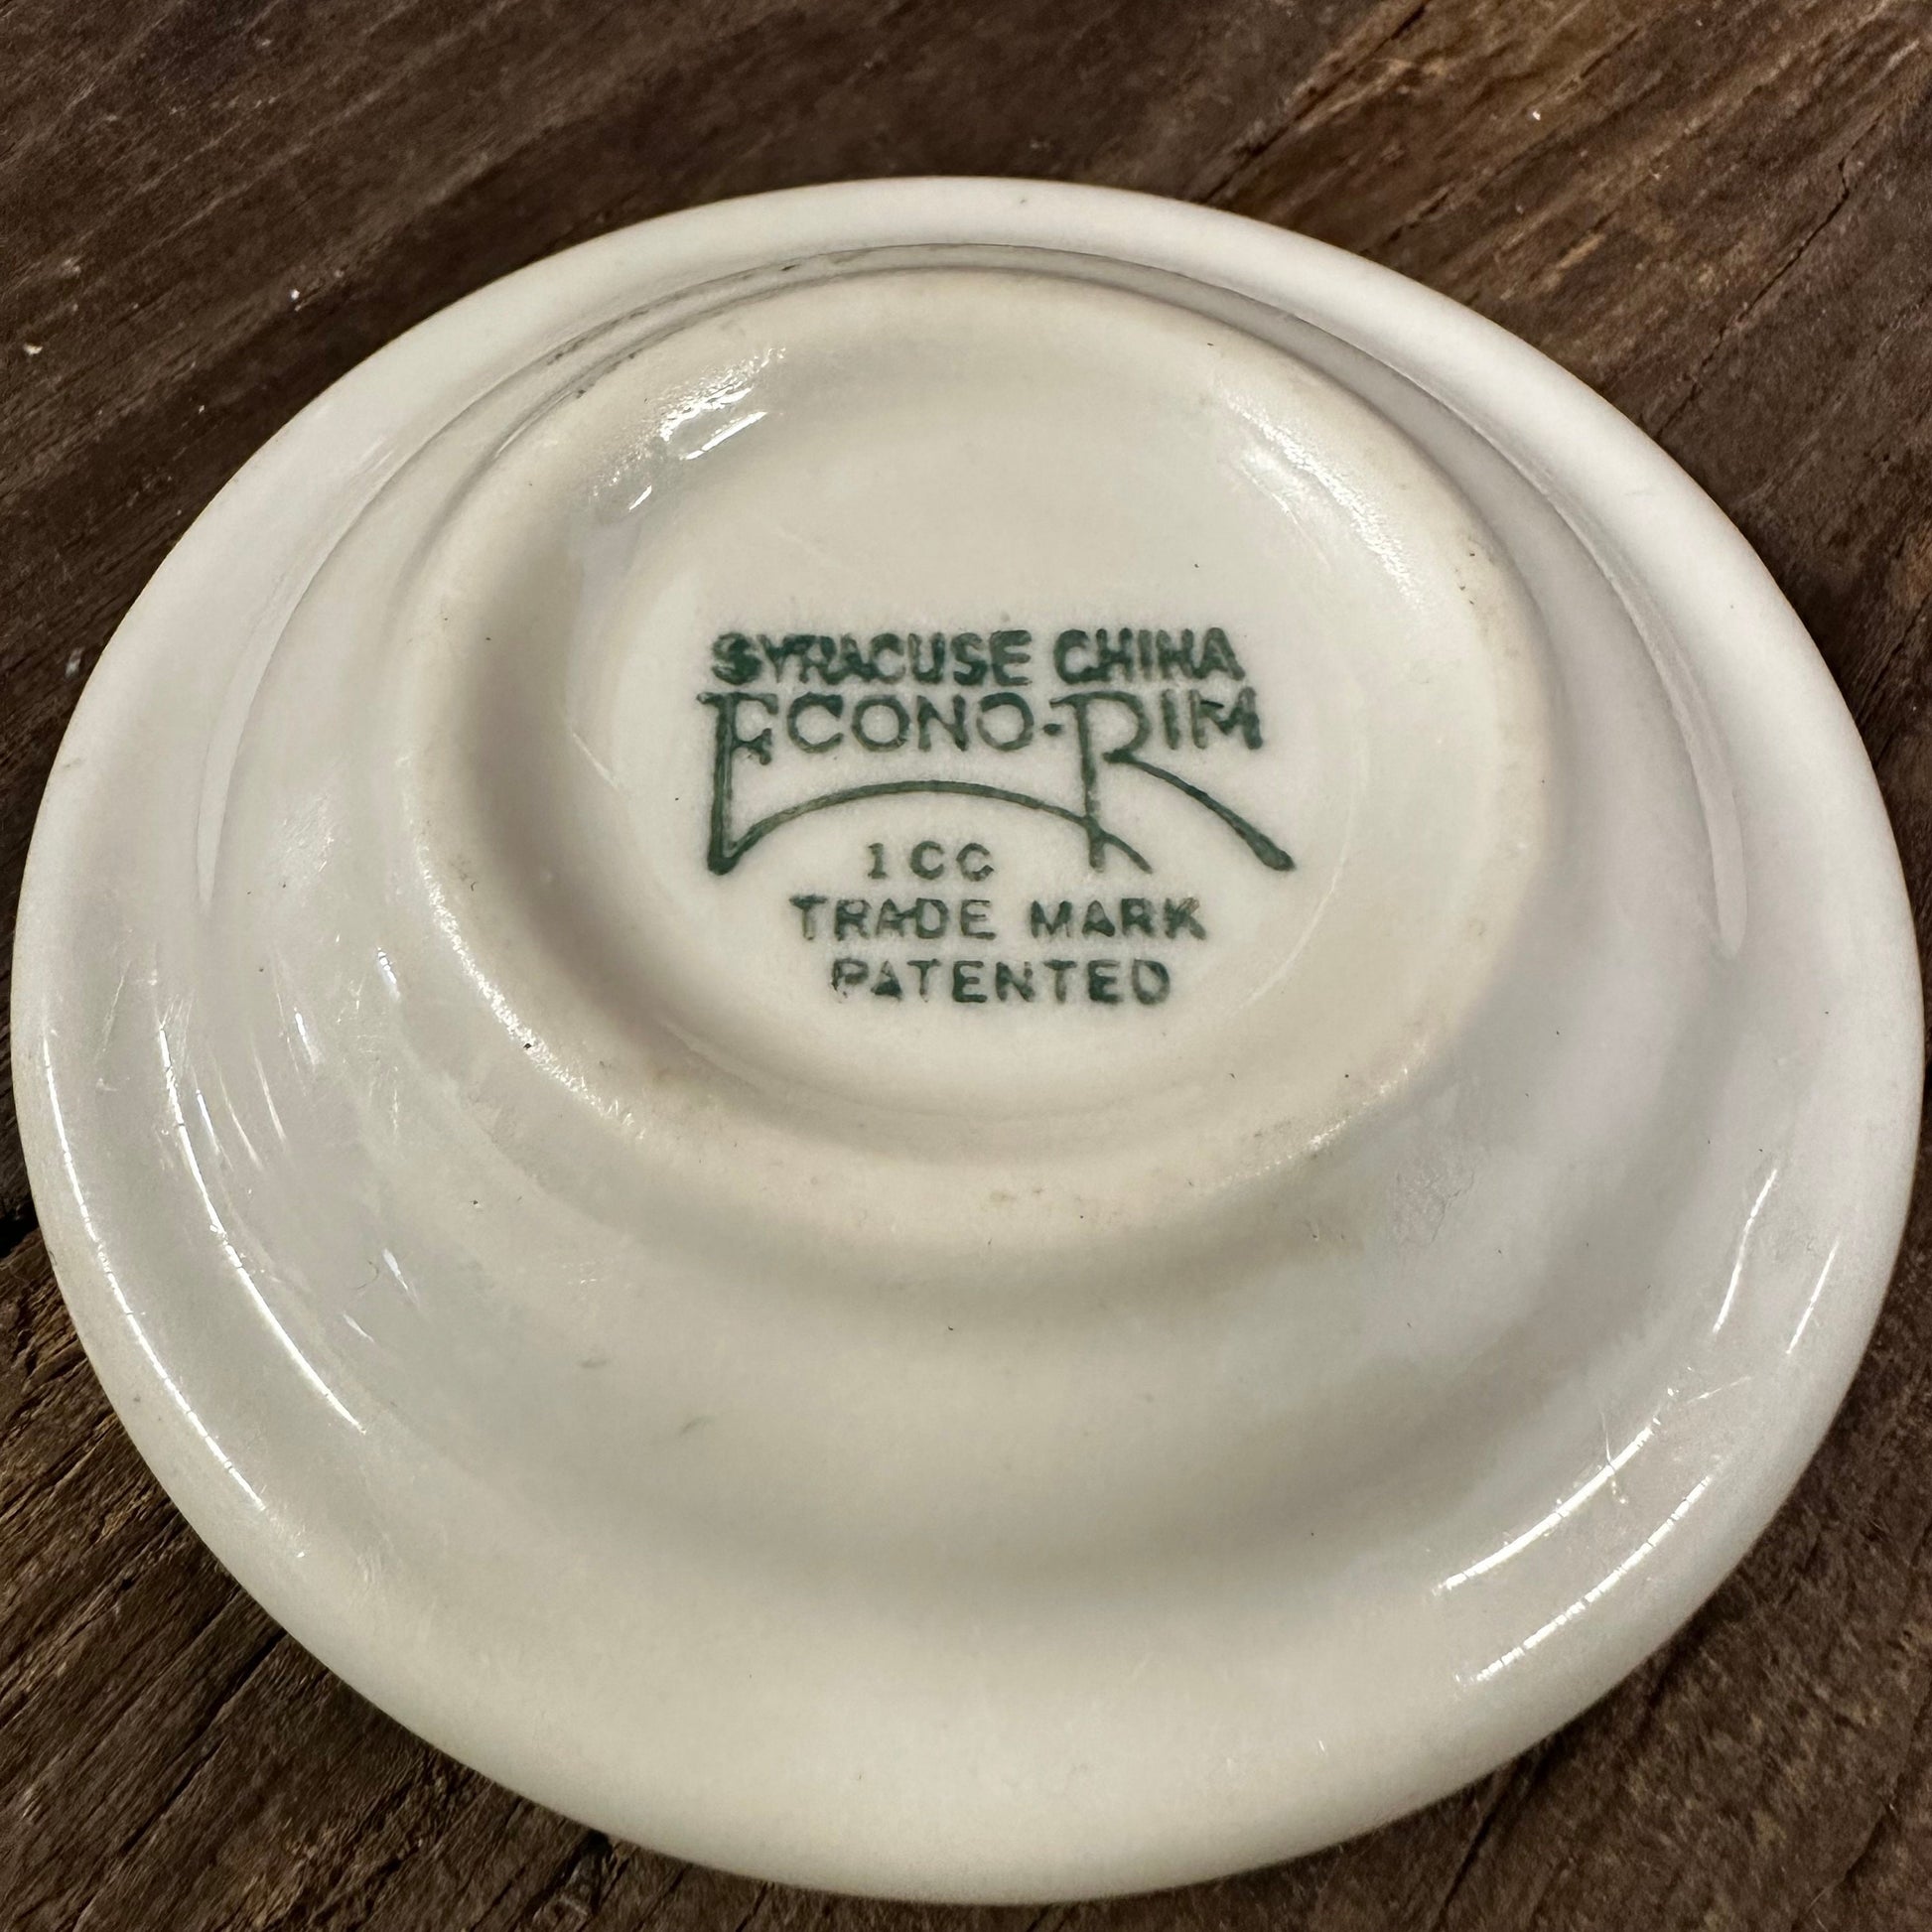 SYRACUSE CHINA
ECONO-RIM
1CC
TRADE MARK
PATENTED